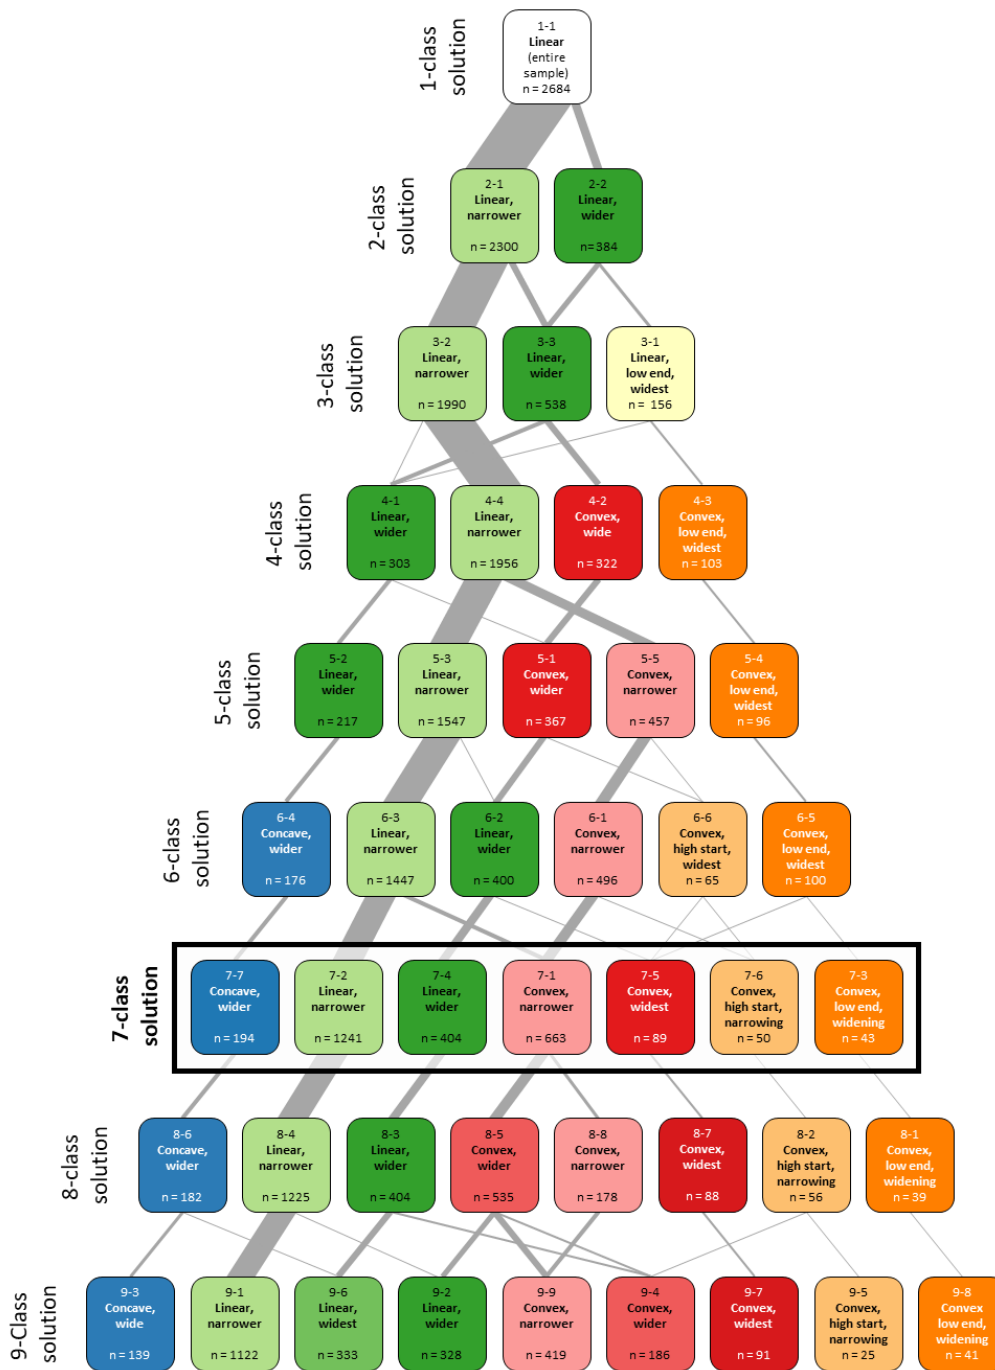 1-class
solution
1-1
Linear
(entire
sample)
n = 2684
2-class
solution
2-1
Linear,
narrower
n = 2300
2-2
Linear,
wider
n= 384
3-class
solution
3-2
Linear,
narrower
n = 1990
3-3
Linear,
wider
n = 538
3-1
Linear,
low end,
widest
n = 156
4-class
solution
4-1
Linear,
wider
n = 303
4-4
Linear,
narrower
n = 1956
4-2
Convex,
wide
n = 322
4-3
Convex,
low end,
widest
n = 103
5-class
solution
5-2
Linear,
wider
n = 217
5-3
Linear,
narrower
n = 1547
5-1
Convex,
wider
n = 367
5-5
Convex,
narrower
n = 457
5-4
Convex,
low end,
widest
n = 96
6-class
solution
6-4
Concave,
wider
n = 176
6-3
Linear,
narrower
n = 1447
6-2
Linear,
wider
n = 400
6-1
Convex,
narrower
n = 496
6-6
Convex,
high start,
widest
n = 65
6-5
Convex,
low end,
widest
n = 100
7-class
solution
7-7
Concave,
wider
n = 194
7-2
Linear,
narrower
n = 1241
7-4
Linear,
wider
n = 404
7-1
Convex,
narrower
n = 663
7-5
Convex,
widest
n = 89
7-6
Convex,
high start,
narrowing
n = 50
7-3
Convex,
low end,
widening
n = 43
8-class
solution
8-6
Concave,
wider
n = 182
8-4
Linear,
narrower
n = 1225
8-3
Linear,
wider
n = 404
8-5
Convex,
wider
n = 535
8-8
Convex,
narrower
n = 178
8-7
Convex,
widest
n = 88
8-2
Convex,
high start,
narrowing
n = 56
8-1
Convex,
low end,
widening
n = 39
9-Class
solution
9-3
Concave,
wide
n = 139
9-1
Linear,
narrower
n = 1122
9-6
Linear,
widest
n = 333
9-2
Linear,
wider
n = 328
9-9
Convex,
narrower
n = 419
9-4
Convex,
wider
n = 186
9-7
Convex,
widest
n = 91
9-5
Convex,
high start,
narrowing
n = 25
9-8
Convex
low end,
widening
n = 41